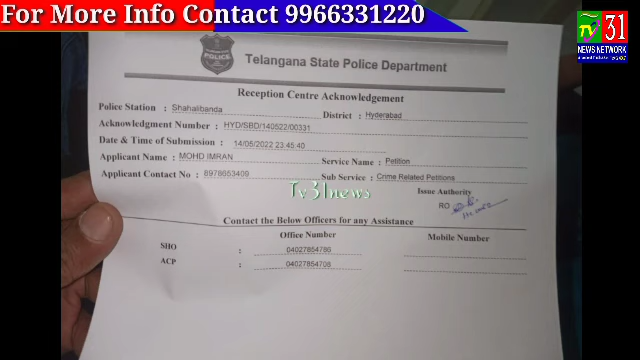 For More Info Contact 9966331220
TV 31
NEWS NETWORK
POLICE
Telangana State Police Department
Reception Centre Acknowledgement
Police Station : Shahalibanda
District : Hyderabad
Acknowledgment Number : HYD/SBD/140522/00331
Date & Time of Submission : 14/05/2022 23:45:40
Applicant Name : MOHD IMRAN
Service Name : Petition
Applicant Contact No : 8978653409
Sub Service : Crime Related Petitions
Tv31news
Issue Authority
RO
Contact the Below Officers for any Assistance
Office Number
Mobile Number
SHO : 04027854786
ACP : 04027854708